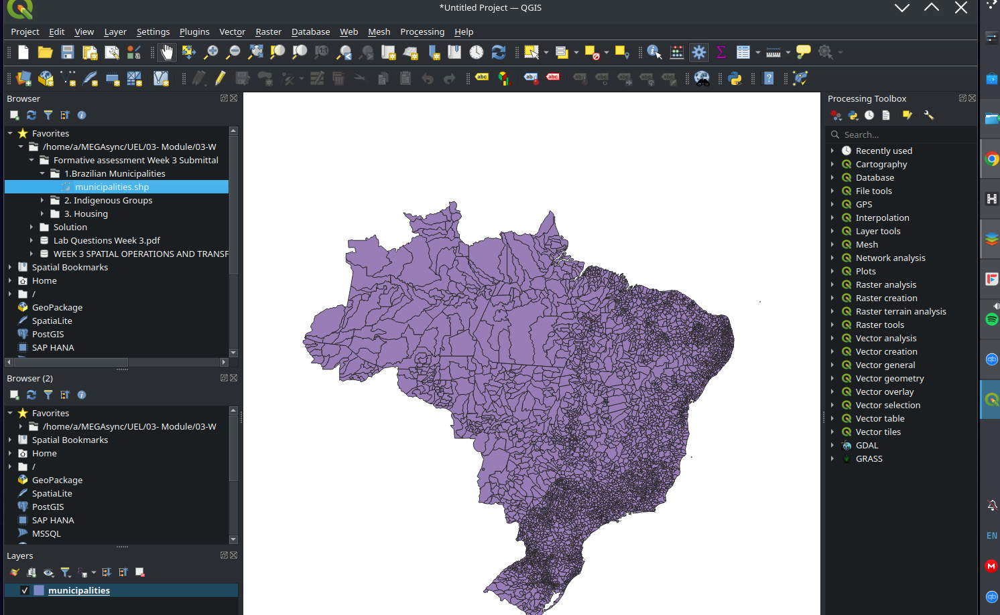 *Untitled Project — QGIS
Project Edit View Layer Settings Plugins Vector Raster Database Web Mesh Processing Help
1:1
abc abc abc
Browser
Favorites
/home/a/MEGAsync/UEL/03- Module/03-W
Formative assessment Week 3 Submittal
1.Brazilian Municipalities
municipalities.shp
2. Indigenous Groups
3. Housing
Solution
Lab Questions Week 3.pdf
WEEK 3 SPATIAL OPERATIONS AND TRANSF
Spatial Bookmarks
Home
/
GeoPackage
SpatiaLite
PostGIS
SAP HANA
Browser (2)
Favorites
/home/a/MEGAsync/UEL/03- Module/03-W
Spatial Bookmarks
Home
/
GeoPackage
SpatiaLite
PostGIS
SAP HANA
MSSQL
Layers
municipalities
Processing Toolbox
Search...
Recently used
Cartography
Database
File tools
GPS
Interpolation
Layer tools
Mesh
Network analysis
Plots
Raster analysis
Raster creation
Raster terrain analysis
Raster tools
Vector analysis
Vector creation
Vector general
Vector geometry
Vector overlay
Vector selection
Vector table
Vector tiles
GDAL
GRASS
EN